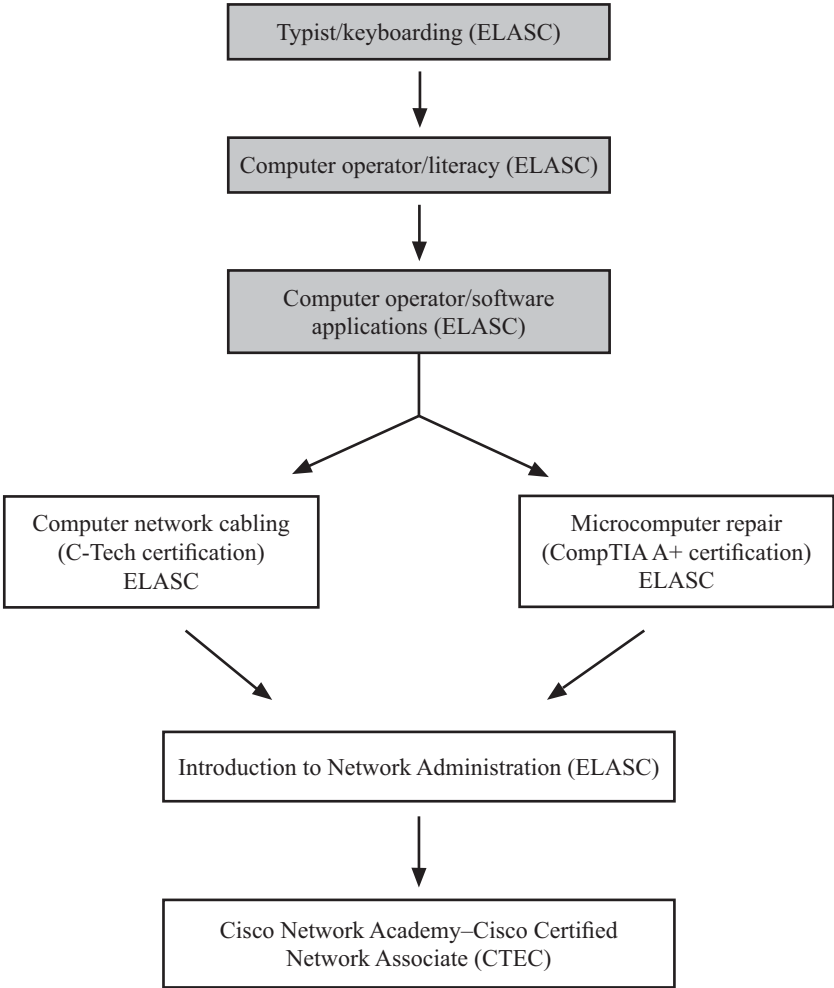 Typist/keyboarding (ELASC)
Computer operator/literacy (ELASC)
Computer operator/software
applications (ELASC)
Computer network cabling
(C-Tech certification)
ELASC
Microcomputer repair
(CompTIA A+ certification)
ELASC
Introduction to Network Administration (ELASC)
Cisco Network Academy–Cisco Certified
Network Associate (CTEC)